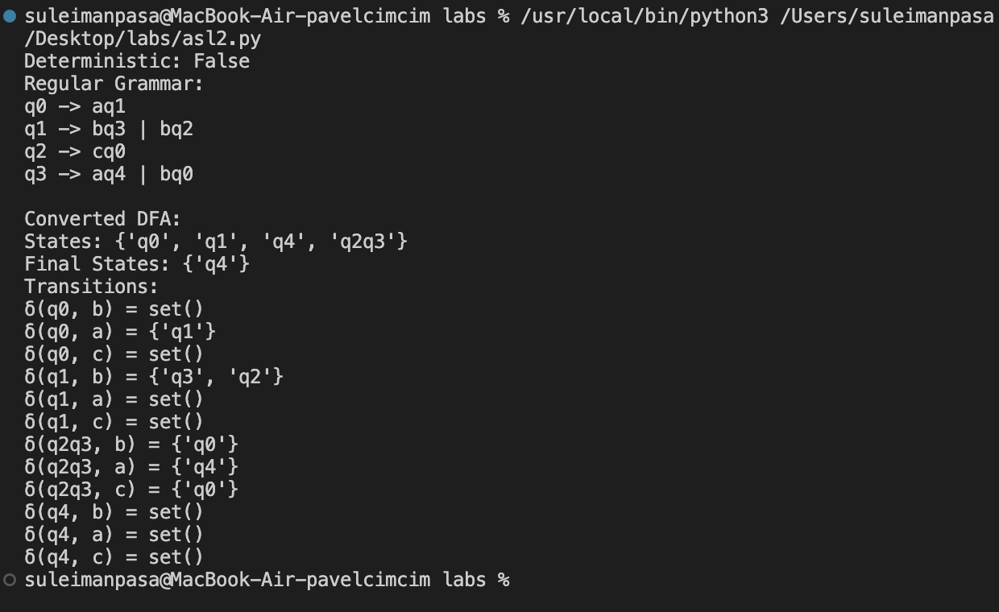 suleimanpasa@MacBook-Air-pavelcimcim labs % /usr/local/bin/python3 /Users/suleimanpasa
/Desktop/labs/asl2.py
Deterministic: False
Regular Grammar:
q0 -> aq1
q1 -> bq3 | bq2
q2 -> cq0
q3 -> aq4 | bq0

Converted DFA:
States: {'q0', 'q1', 'q4', 'q2q3'}
Final States: {'q4'}
Transitions:
δ(q0, b) = set()
δ(q0, a) = {'q1'}
δ(q0, c) = set()
δ(q1, b) = {'q3', 'q2'}
δ(q1, a) = set()
δ(q1, c) = set()
δ(q2q3, b) = {'q0'}
δ(q2q3, a) = {'q4'}
δ(q2q3, c) = {'q0'}
δ(q4, b) = set()
δ(q4, a) = set()
δ(q4, c) = set()
suleimanpasa@MacBook-Air-pavelcimcim labs %